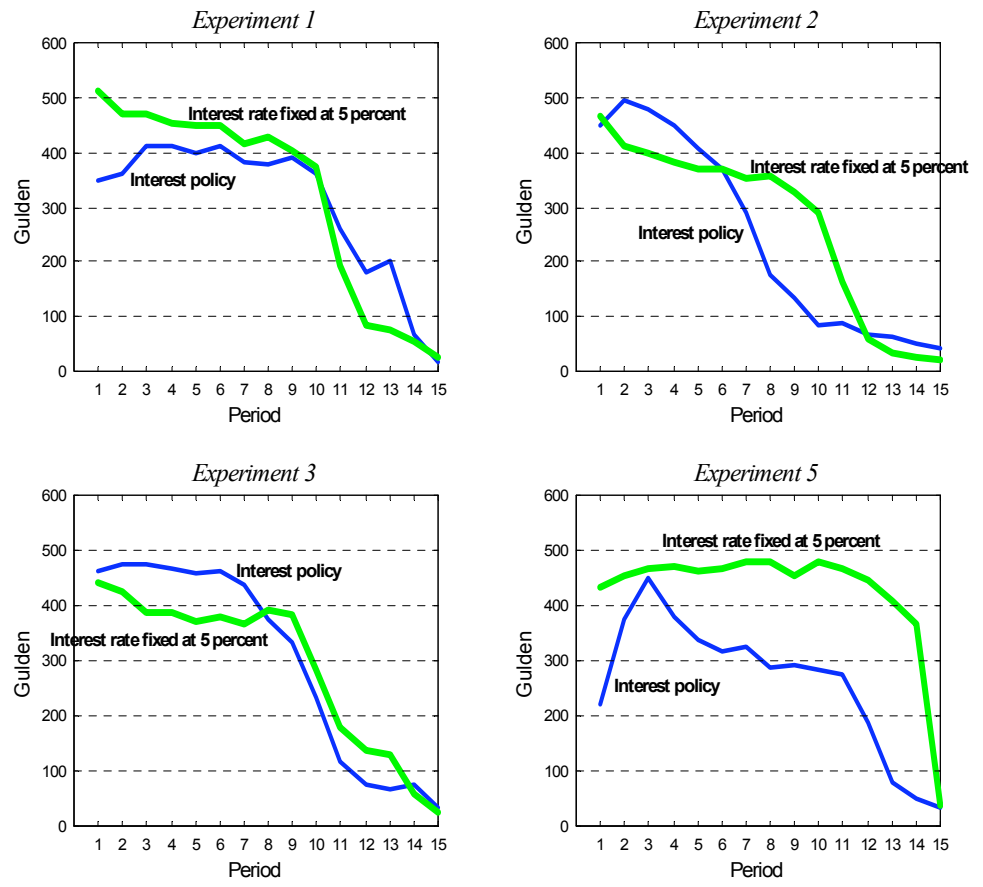 Experiment 1
600
500
400
300
200
100
0
Gulden
Interest rate fixed at 5 percent
Interest policy
1 2 3 4 5 6 7 8 9 10 11 12 13 14 15
Period
Experiment 2
600
500
400
300
200
100
0
Gulden
Interest rate fixed at 5 percent
Interest policy
1 2 3 4 5 6 7 8 9 10 11 12 13 14 15
Period
Experiment 3
600
500
400
300
200
100
0
Gulden
Interest policy
Interest rate fixed at 5 percent
1 2 3 4 5 6 7 8 9 10 11 12 13 14 15
Period
Experiment 5
600
500
400
300
200
100
0
Gulden
Interest rate fixed at 5 percent
Interest policy
1 2 3 4 5 6 7 8 9 10 11 12 13 14 15
Period